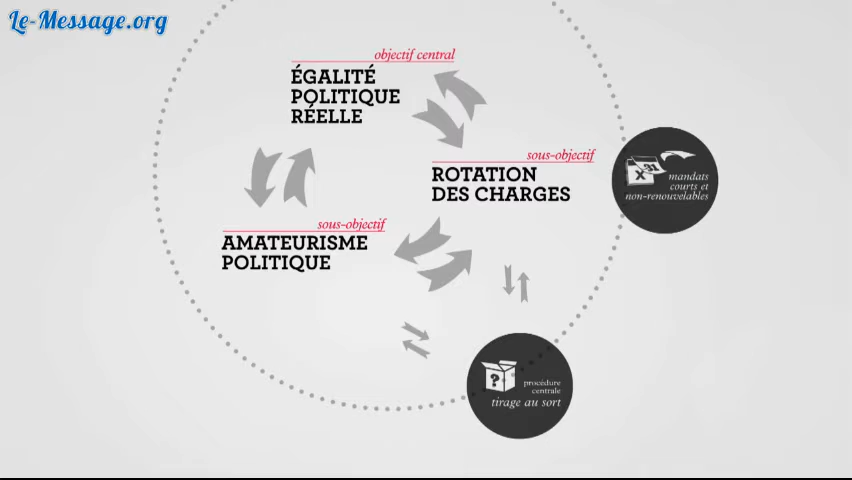 Le-Message.org
objectif central
ÉGALITÉ
POLITIQUE
RÉELLE
sous-objectif
ROTATION
DES CHARGES
31
X
mandats
courts et
non-renouvelables
sous-objectif
AMATEURISME
POLITIQUE
?
procédure
centrale
tirage au sort